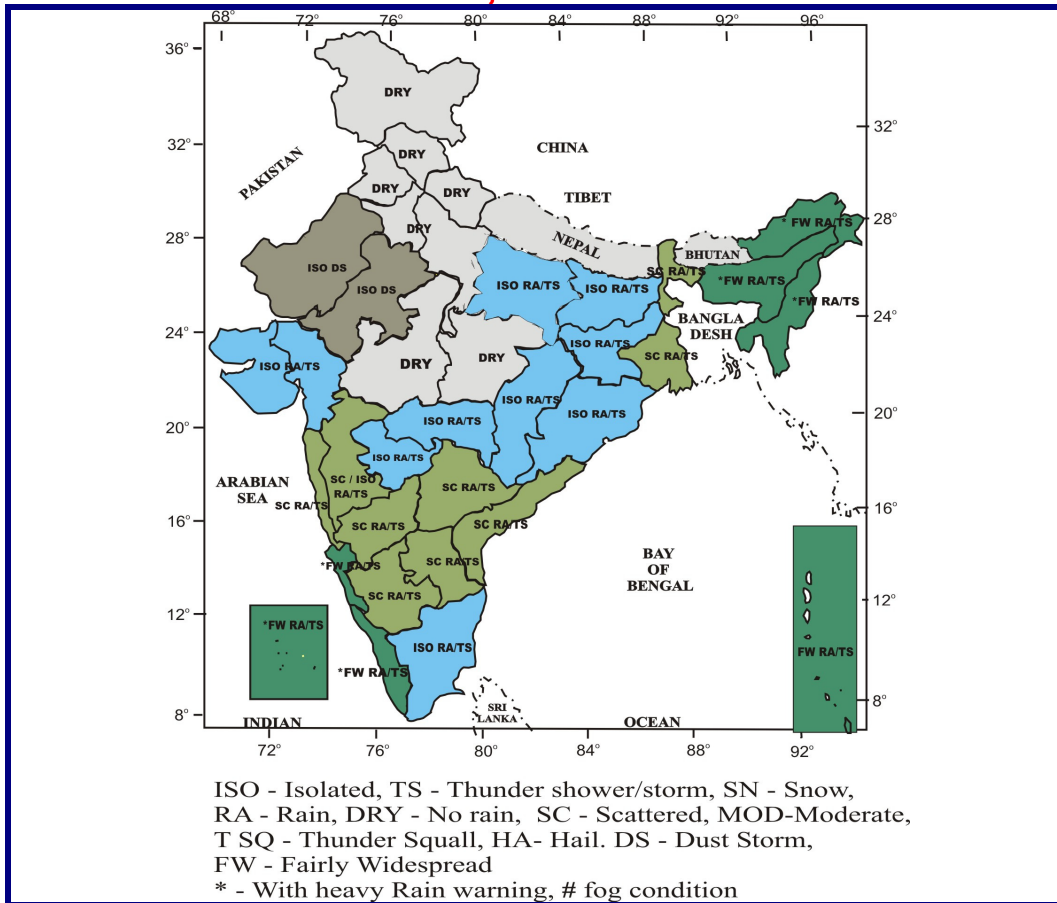 68° 72° 76° 80° 84° 88° 92° 96°
36°
DRY
32°
32°
CHINA
DRY
PAKISTAN
DRY
DRY
TIBET
28°
* FW RA/TS
28°
DRY
NEPAL
BHUTAN
ISO DS
SC RA/TS
*FW RA/TS
ISO RA/TS
ISO RA/TS
ISO DS
*FW RA/TS
24°
BANGLA
DESH
24°
ISO RA/TS
SC RA/TS
DRY
DRY
ISO RA/TS
ISO RA/TS
20°
ISO RA/TS
ISO RA/TS
20°
ISO RA/TS
ARABIAN
SEA
SC / ISO
RA/TS
SC RA/TS
SC RA/TS
16°
SC RA/TS
SC RA/TS
16°
BAY
OF
BENGAL
*FW RA/TS
SC RA/TS
SC RA/TS
12°
12°
*FW RA/TS
ISO RA/TS
FW RA/TS
*FW RA/TS
8°
INDIAN
SRI
LANKA
OCEAN
8°
72° 76° 80° 84° 88° 92°
ISO - Isolated, TS - Thunder shower/storm, SN - Snow,
RA - Rain, DRY - No rain, SC - Scattered, MOD-Moderate,
T SQ - Thunder Squall, HA- Hail. DS - Dust Storm,
FW - Fairly Widespread
* - With heavy Rain warning, # fog condition